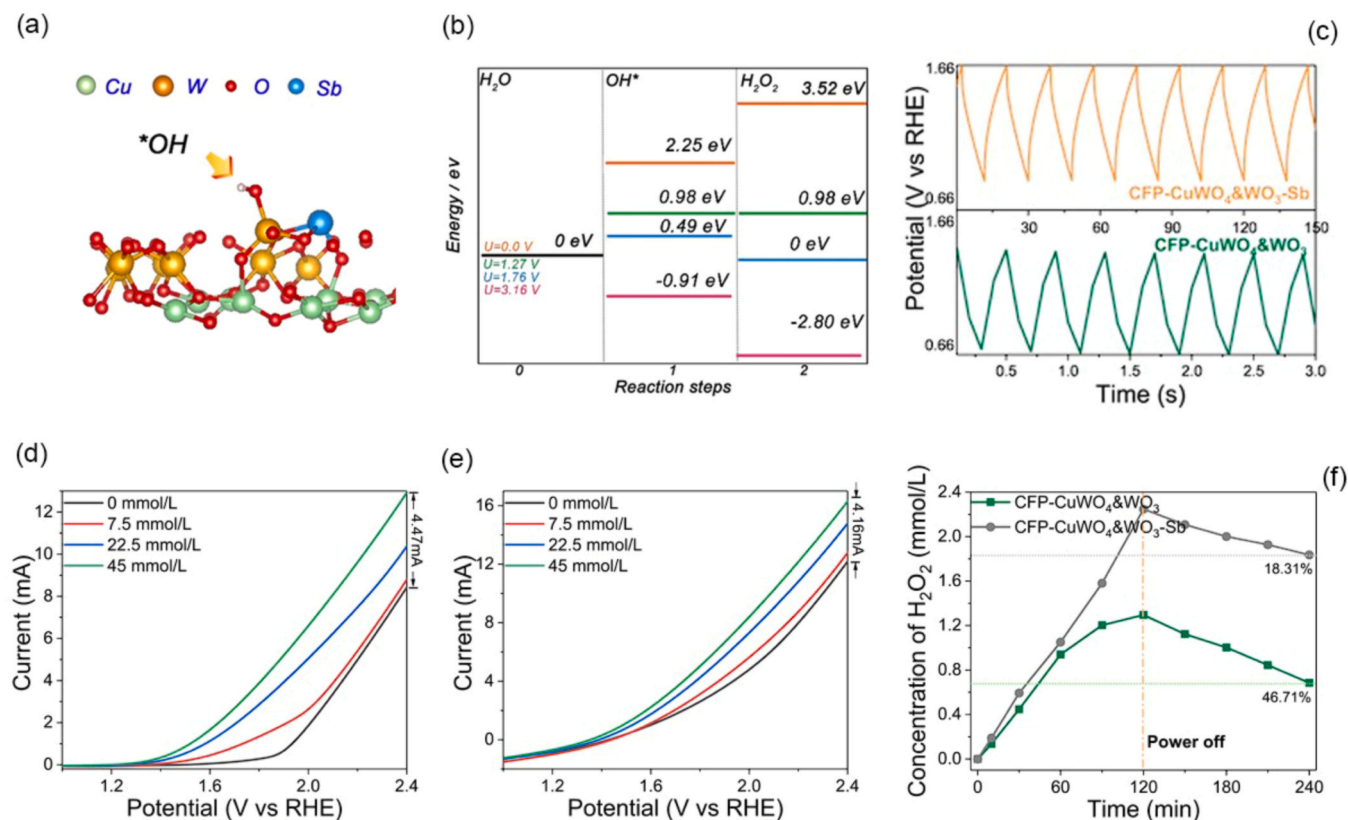 (a)
Cu W O Sb
*OH
(b)
H₂O OH* H₂O₂
3.52 eV
2.25 eV
0.98 eV 0.98 eV
0.49 eV
0 eV 0 eV
U=0.0 V
U=1.27 V
U=1.76 V
U=3.16 V
-0.91 eV
-2.80 eV
Energy / eV
0 1 2
Reaction steps
(c)
1.66
CFP-CuWO₄&WO₃-Sb
0.66
30 60 90 120 150
1.66
CFP-CuWO₄&WO₃
0.66
Potential (V vs RHE)
0.5 1.0 1.5 2.0 2.5 3.0
Time (s)
(d)
0 mmol/L
7.5 mmol/L
22.5 mmol/L
45 mmol/L
4.47mA
12
10
8
6
4
2
0
Current (mA)
1.2 1.6 2.0 2.4
Potential (V vs RHE)
(e)
0 mmol/L
7.5 mmol/L
22.5 mmol/L
45 mmol/L
4.16mA
16
12
8
4
0
Current (mA)
1.2 1.6 2.0 2.4
Potential (V vs RHE)
(f)
CFP-CuWO₄&WO₃
CFP-CuWO₄&WO₃-Sb
18.31%
46.71%
Power off
2.4
2.0
1.6
1.2
0.8
0.4
0.0
Concentration of H₂O₂ (mmol/L)
0 30 60 90 120 150 180 210 240
Time (min)